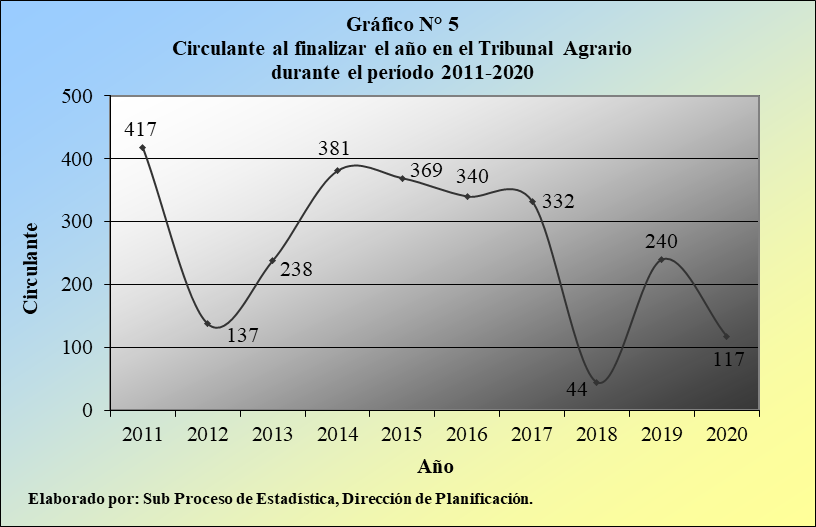 Gráfico N° 5
Circulante al finalizar el año en el Tribunal Agrario
durante el período 2011-2020
500
400
300
200
100
0
Circulante
417
137
238
381
369
340
332
44
240
117
2011 2012 2013 2014 2015 2016 2017 2018 2019 2020
Año
Elaborado por: Sub Proceso de Estadística, Dirección de Planificación.